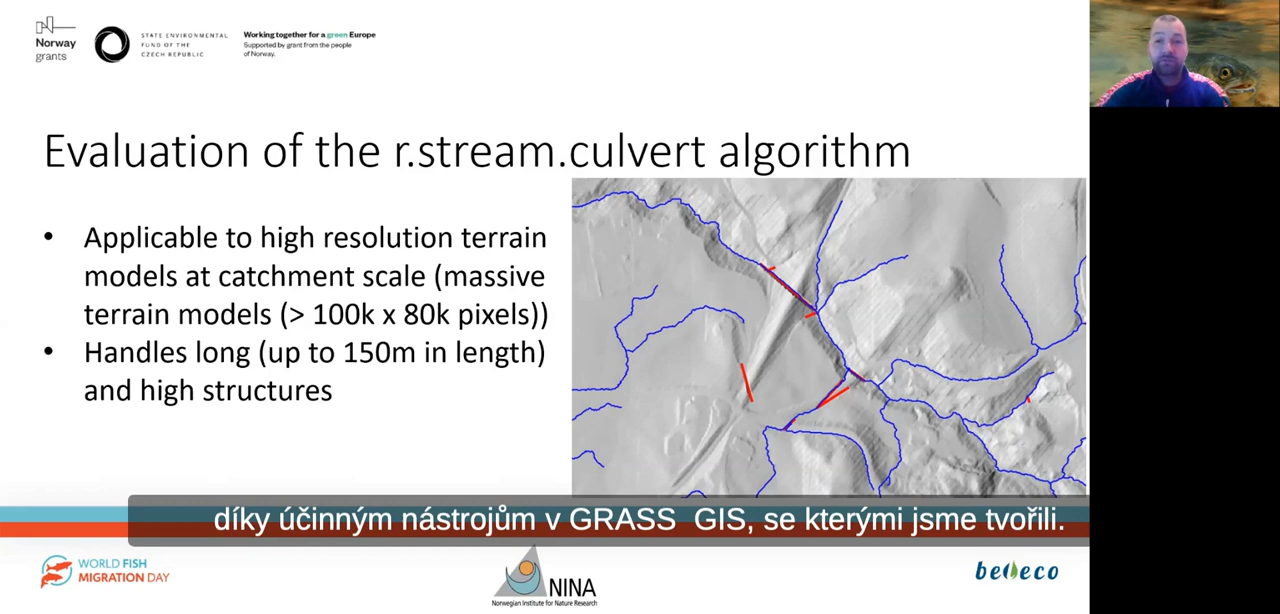 Norway
grants
STATE ENVIRONMENTAL
FUND OF THE
CZECH REPUBLIC
Working together for a green Europe
Supported by grant from the people
of Norway.
Evaluation of the r.stream.culvert algorithm
• Applicable to high resolution terrain
models at catchment scale (massive
terrain models (> 100k x 80k pixels))
• Handles long (up to 150m in length)
and high structures
díky účinným nástrojům v GRASS GIS, se kterými jsme tvořili.
WORLD FISH
MIGRATION DAY
NINA
Norwegian Institute for Nature Research
beleco